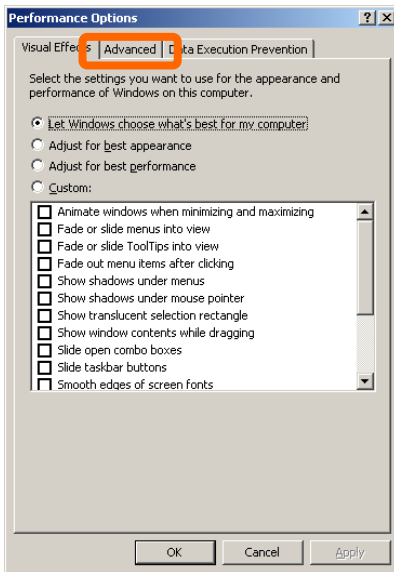 Performance Options
Visual Effects Advanced Data Execution Prevention
Select the settings you want to use for the appearance and
performance of Windows on this computer.
Let Windows choose what's best for my computer
Adjust for best appearance
Adjust for best performance
Custom:
Animate windows when minimizing and maximizing
Fade or slide menus into view
Fade or slide ToolTips into view
Fade out menu items after clicking
Show shadows under menus
Show shadows under mouse pointer
Show translucent selection rectangle
Show window contents while dragging
Slide open combo boxes
Slide taskbar buttons
Smooth edges of screen fonts
OK Cancel Apply